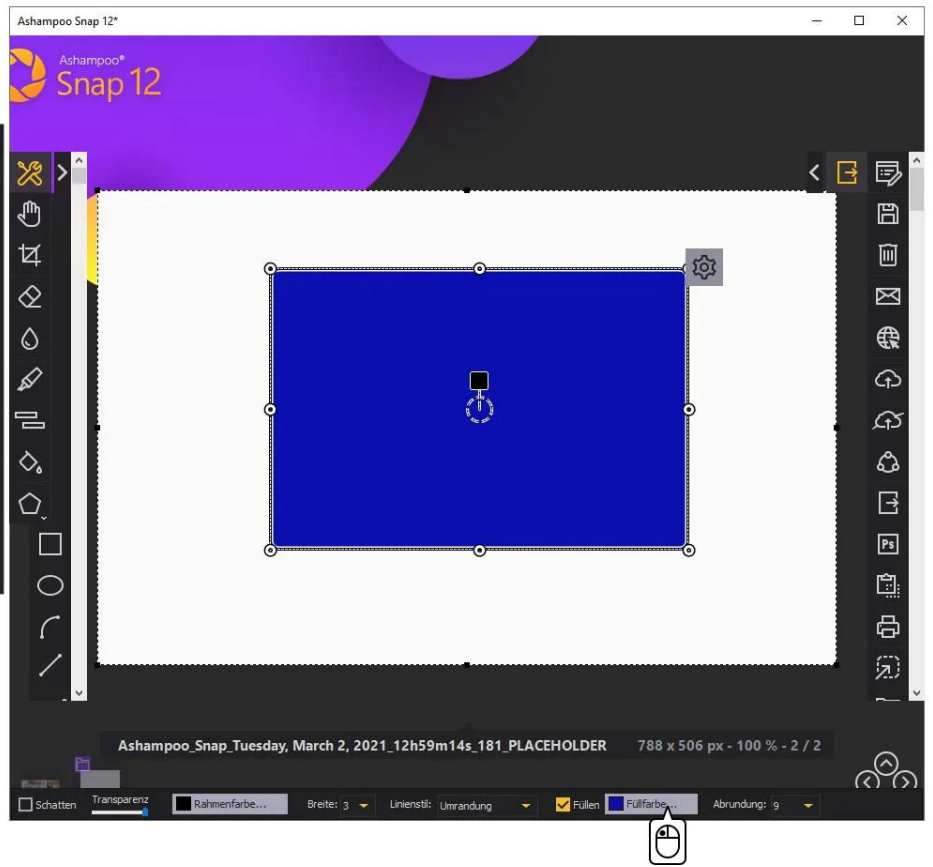 Ashampoo Snap 12*
Ashampoo®
Snap 12
Ps
Ashampoo_Snap_Tuesday, March 2, 2021_12h59m14s_181_PLACEHOLDER 788 x 506 px - 100 % - 2 / 2
Schatten Transparenz Rahmenfarbe... Breite: 3 Linienstil: Umrandung Füllen Füllfarbe... Abrundung: 9